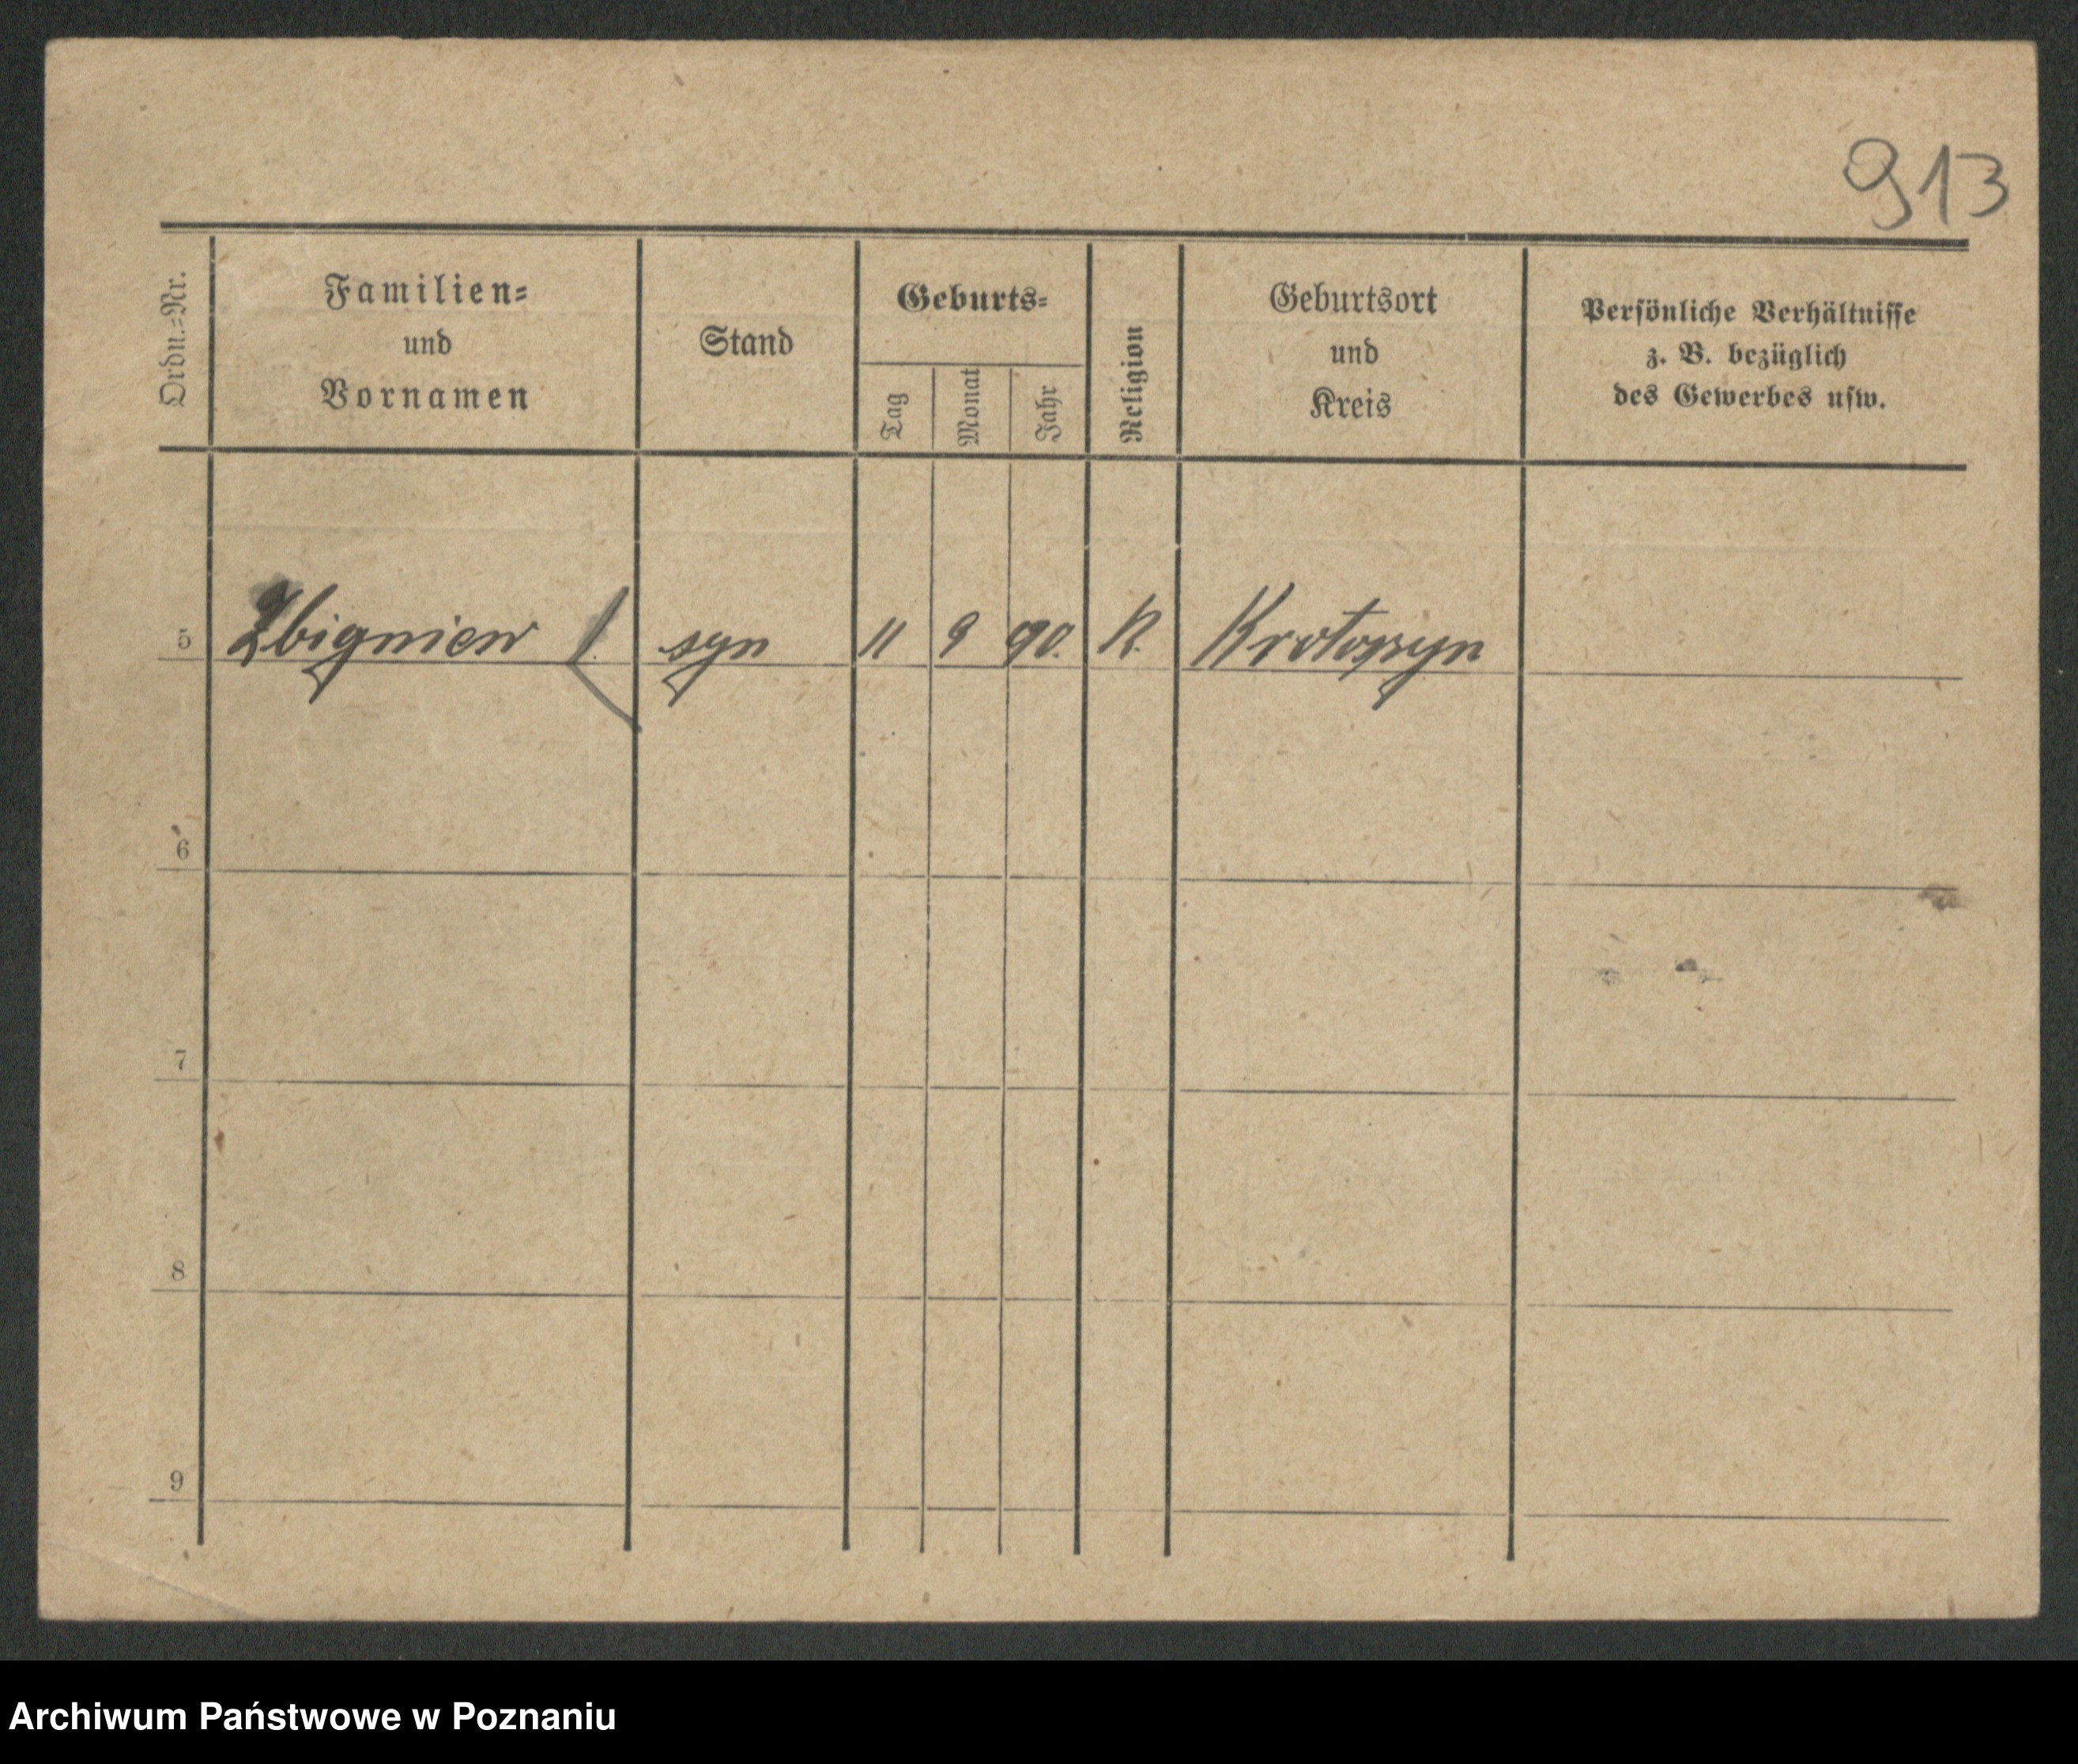 913
Ordn.=Nr.
Familien=
und
Vornamen
Stand
Geburts=
Tag
Monat
Jahr
Religion
Geburtsort
und
Kreis
Persönliche Verhältnisse
z. B. bezüglich
des Gewerbes usw.
5 Zbigniew syn 11 9 90. K. Krotoszyn
6
7
8
9
Archiwum Państwowe w Poznaniu